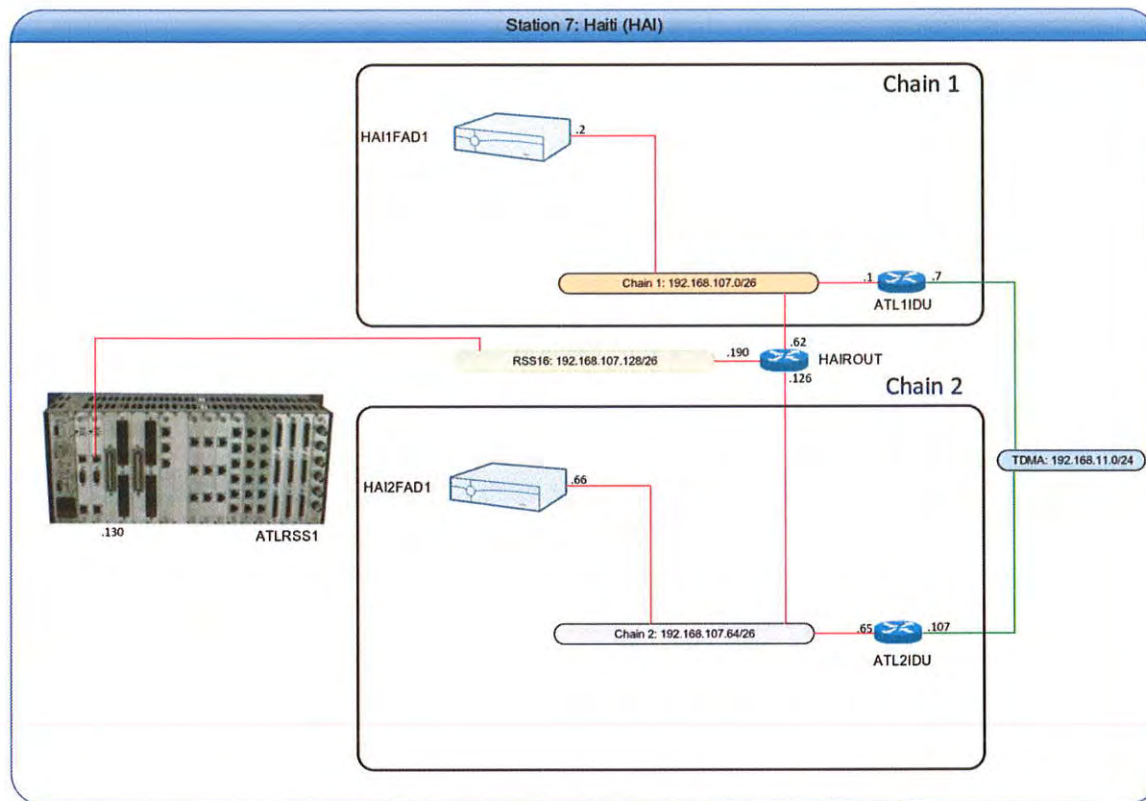 Station 7: Haiti (HAI)
Chain 1
HAI1FAD1
.2
Chain 1: 192.168.107.0/26
.1
.7
ATL1IDU
.62
RSS16: 192.168.107.128/26
.190
HAIROUT
.126
Chain 2
TDMA: 192.168.11.0/24
HAI2FAD1
.66
.130
ATLRSS1
Chain 2: 192.168.107.64/26
.65
.107
ATL2IDU